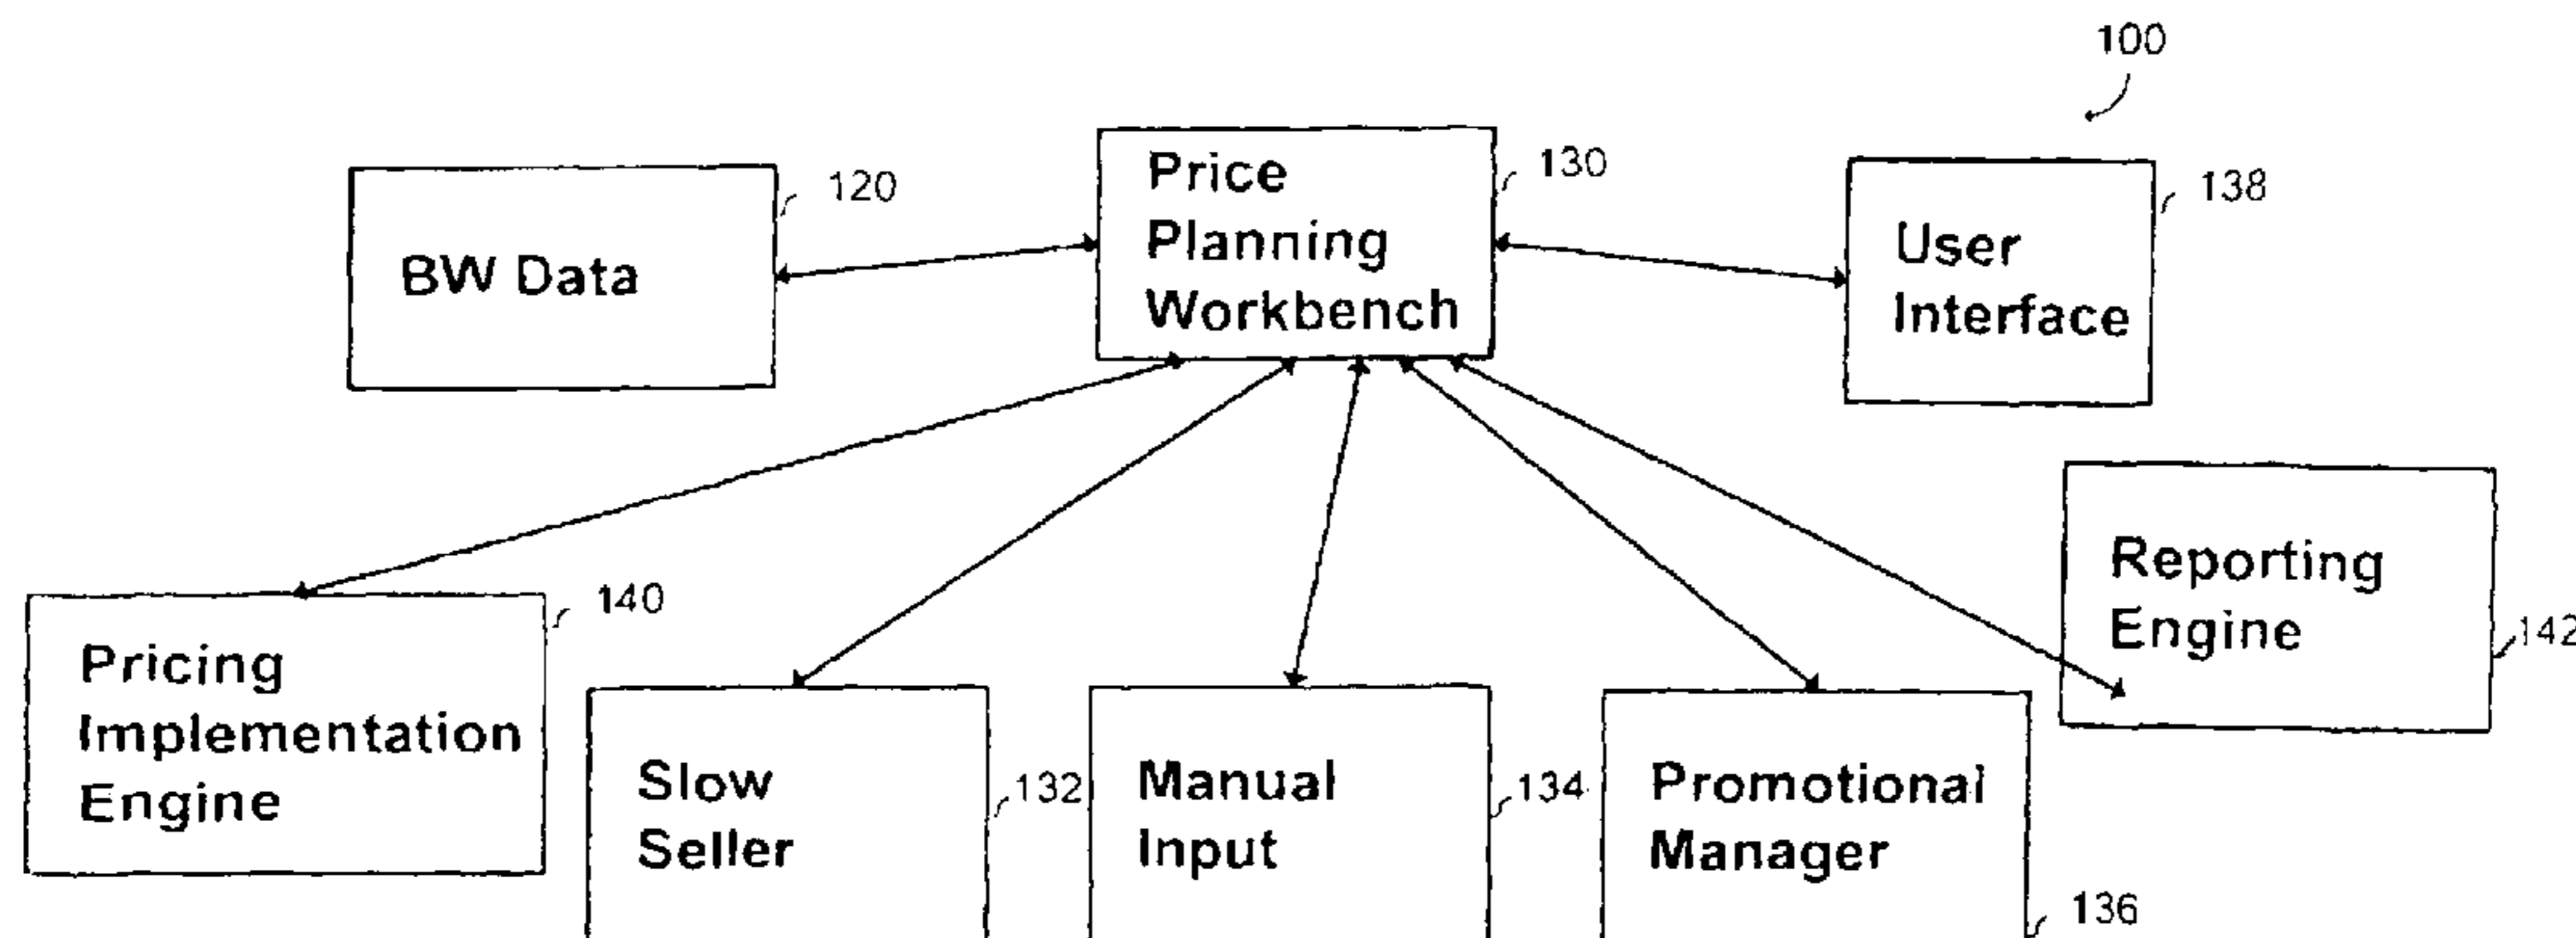 100
Price
Planning
Workbench
130
BW Data
120
User
Interface
138
Pricing
Implementation
Engine
140
Slow
Seller
132
Manual
Input
134
Promotional
Manager
136
Reporting
Engine
142